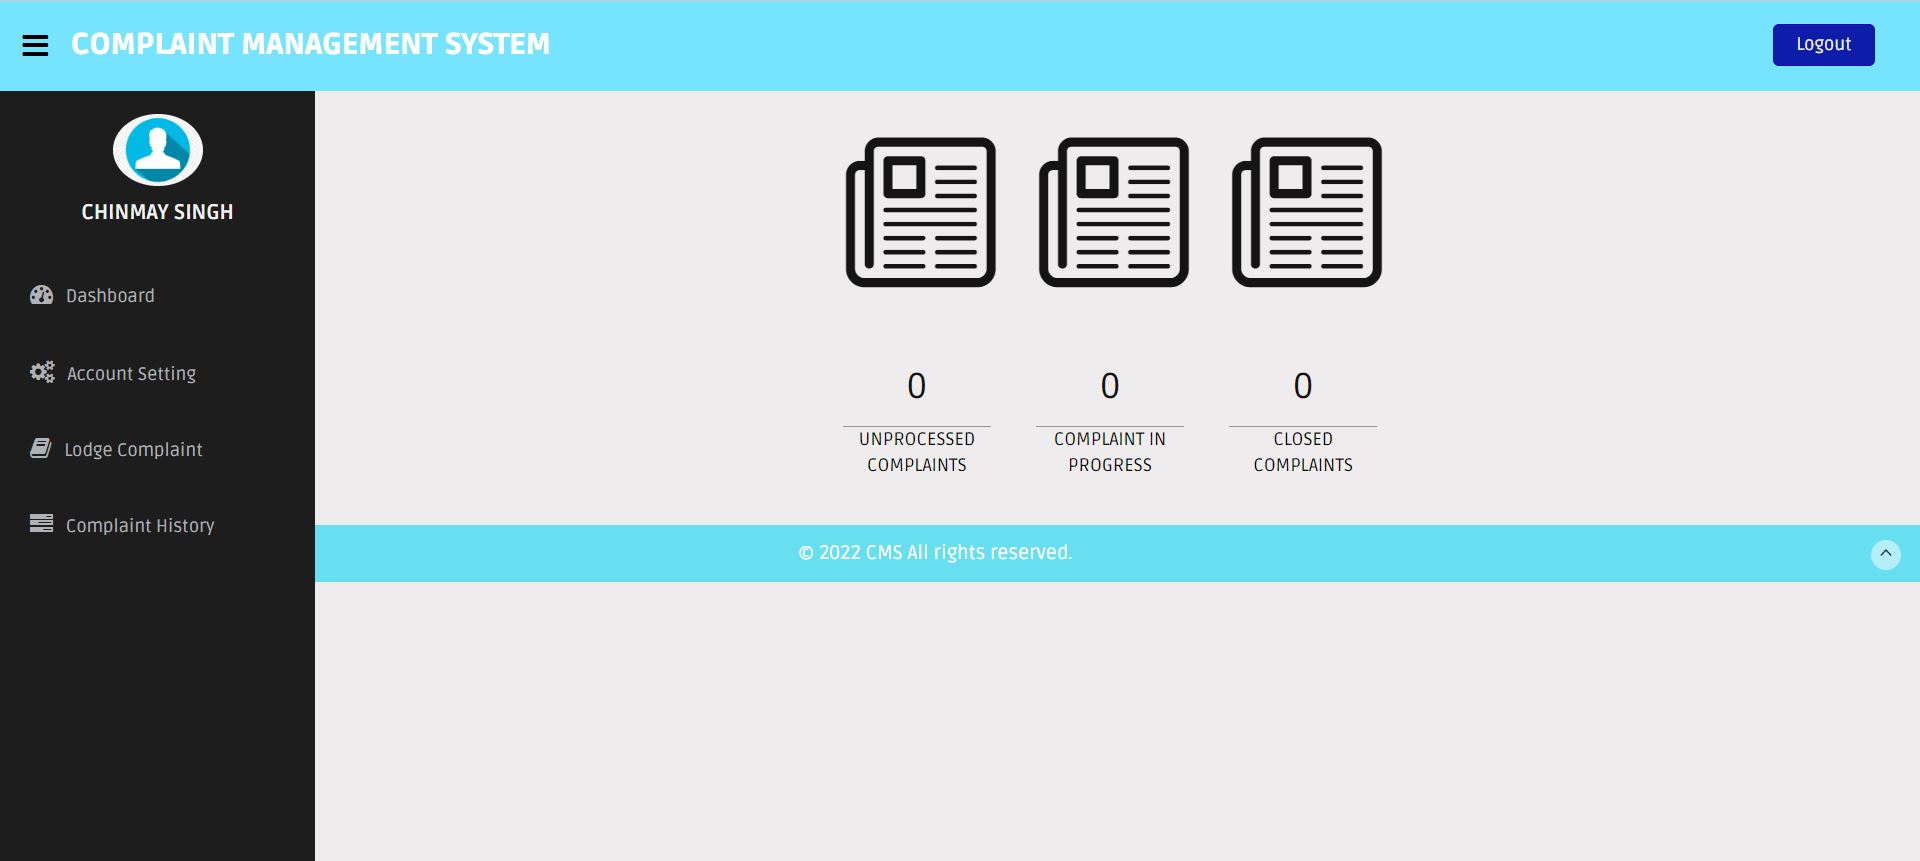 COMPLAINT MANAGEMENT SYSTEM
Logout
CHINMAY SINGH
Dashboard
Account Setting
Lodge Complaint
Complaint History
0
UNPROCESSED
COMPLAINTS
0
COMPLAINT IN
PROGRESS
0
CLOSED
COMPLAINTS
© 2022 CMS All rights reserved.